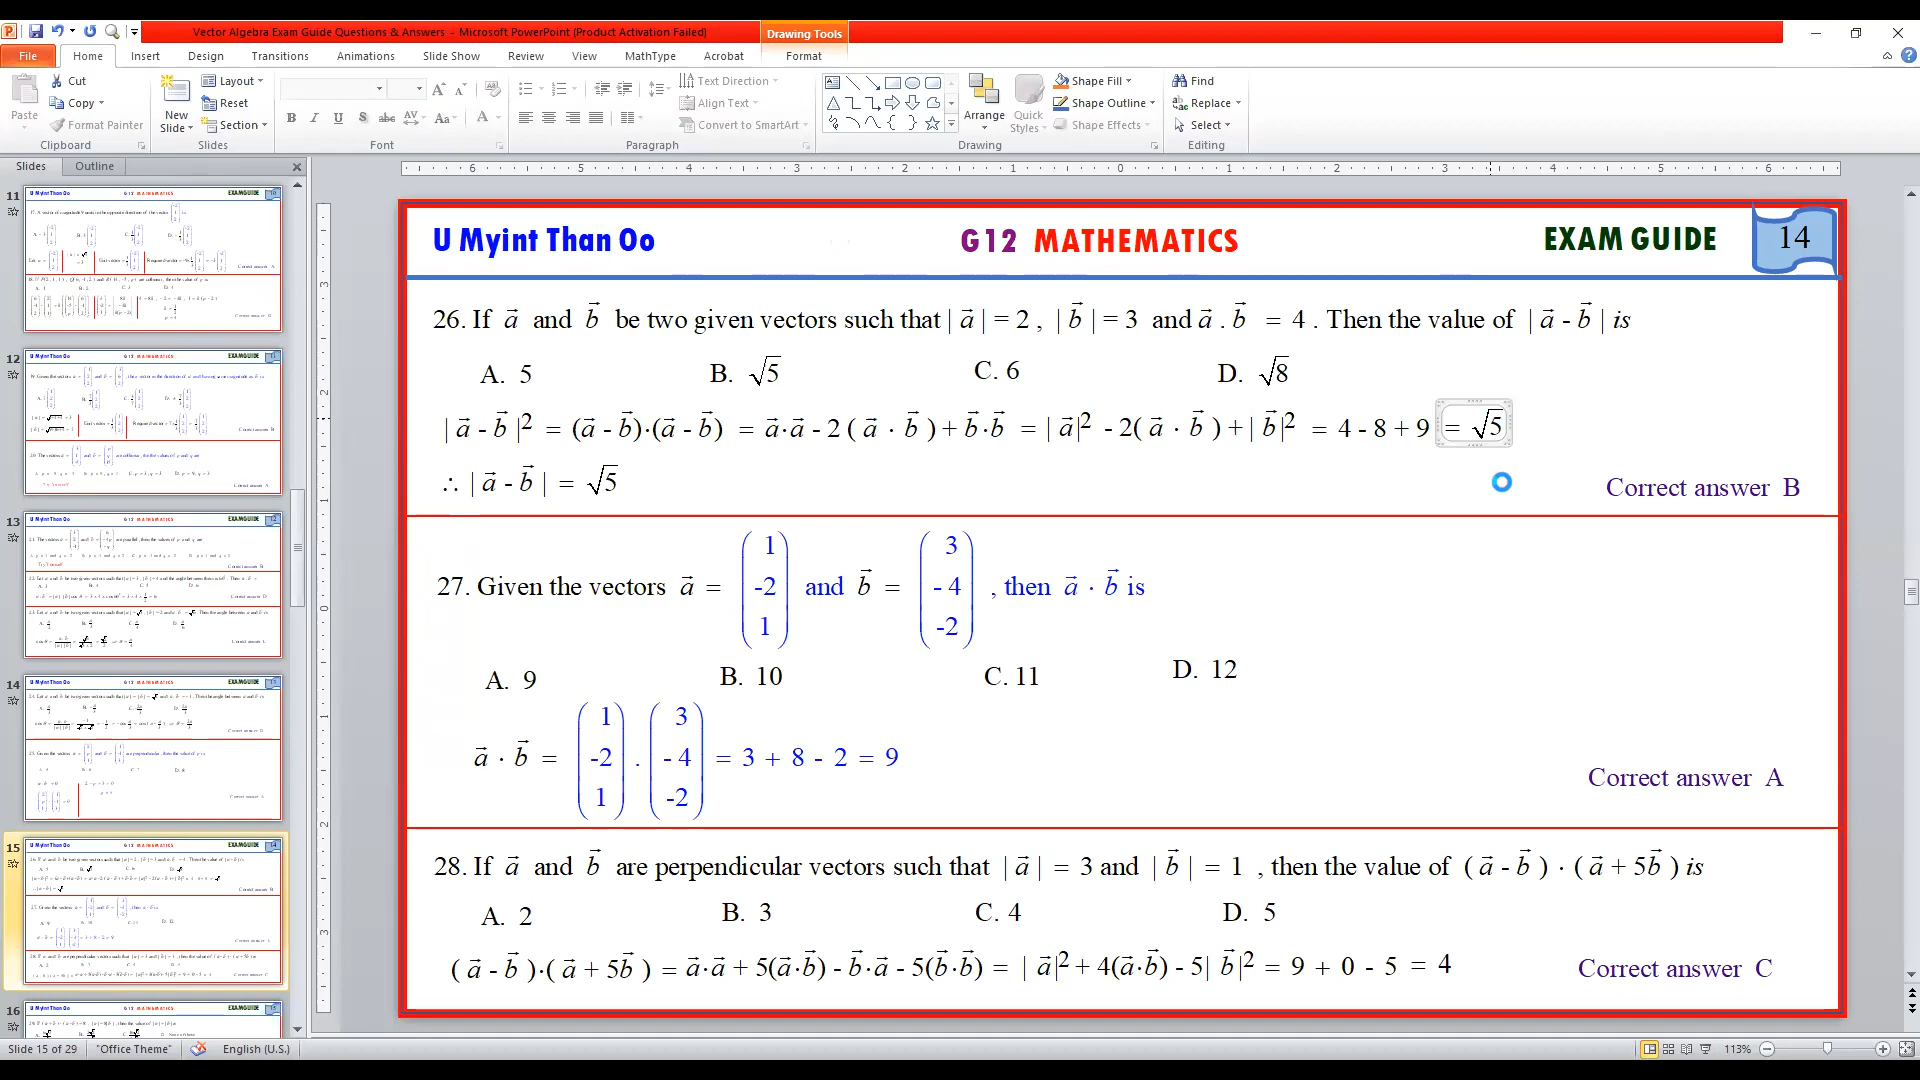 Vector Algebra Exam Guide Questions & Answers - Microsoft PowerPoint (Product Activation Failed)
Drawing Tools
File Home Insert Design Transitions Animations Slide Show Review View MathType Acrobat Format
Paste
Cut
Copy
Format Painter
Clipboard
New Slide
Layout
Reset
Section
Slides
Font
Text Direction
Align Text
Convert to SmartArt
Paragraph
Arrange
Quick Styles
Shape Fill
Shape Outline
Shape Effects
Drawing
Find
Replace
Select
Editing
Slides Outline
11
12
13
14
15
16
U Myint Than Oo G12 MATHEMATICS EXAM GUIDE 14
26. If a⃗ and b⃗ be two given vectors such that | a⃗ | = 2 , | b⃗ | = 3 and a⃗ . b⃗ = 4 . Then the value of | a⃗ - b⃗ | is
A. 5 B. √5 C. 6 D. √8
| a⃗ - b⃗ |² = (a⃗ - b⃗)·(a⃗ - b⃗) = a⃗·a⃗ - 2 ( a⃗ · b⃗ ) + b⃗·b⃗ = | a⃗|² - 2( a⃗ · b⃗ ) + | b⃗|² = 4 - 8 + 9 = √5
∴ | a⃗ - b⃗ | = √5
Correct answer B
27. Given the vectors a⃗ = ( 1 -2 1 ) and b⃗ = ( 3 - 4 -2 ) , then a⃗ · b⃗ is
A. 9 B. 10 C. 11 D. 12
a⃗ · b⃗ = ( 1 -2 1 ) . ( 3 - 4 -2 ) = 3 + 8 - 2 = 9
Correct answer A
28. If a⃗ and b⃗ are perpendicular vectors such that | a⃗ | = 3 and | b⃗ | = 1 , then the value of ( a⃗ - b⃗ ) · ( a⃗ + 5b⃗ ) is
A. 2 B. 3 C. 4 D. 5
( a⃗ - b⃗ )·( a⃗ + 5b⃗ ) = a⃗·a⃗ + 5(a⃗·b⃗) - b⃗·a⃗ - 5(b⃗·b⃗) = | a⃗|² + 4(a⃗·b⃗) - 5| b⃗|² = 9 + 0 - 5 = 4
Correct answer C
Slide 15 of 29 "Office Theme" English (U.S.) 113%